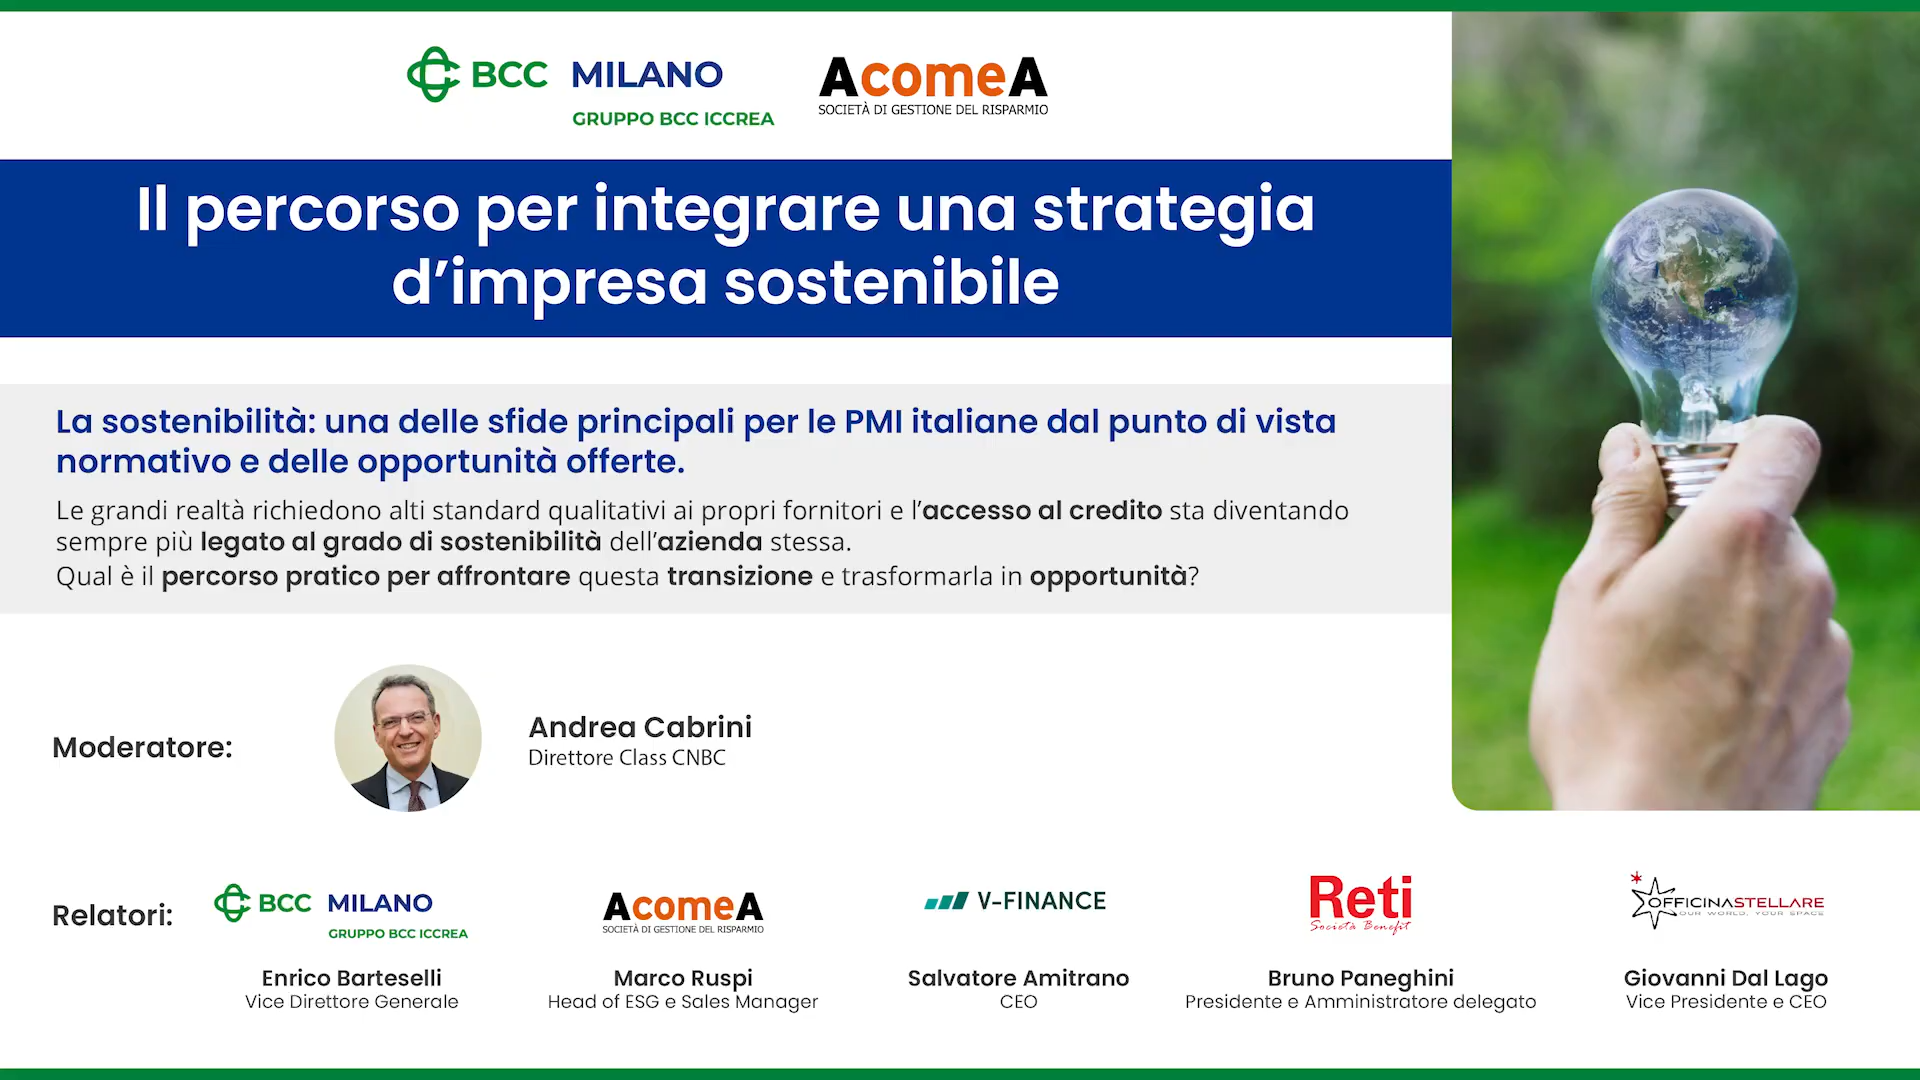 BCC MILANO
GRUPPO BCC ICCREA
AcomeA
SOCIETÀ DI GESTIONE DEL RISPARMIO
Il percorso per integrare una strategia
d’impresa sostenibile
La sostenibilità: una delle sfide principali per le PMI italiane dal punto di vista
normativo e delle opportunità offerte.
Le grandi realtà richiedono alti standard qualitativi ai propri fornitori e l’accesso al credito sta diventando
sempre più legato al grado di sostenibilità dell’azienda stessa.
Qual è il percorso pratico per affrontare questa transizione e trasformarla in opportunità?
Moderatore:
Andrea Cabrini
Direttore Class CNBC
Relatori:
BCC MILANO
GRUPPO BCC ICCREA
Enrico Barteselli
Vice Direttore Generale
AcomeA
SOCIETÀ DI GESTIONE DEL RISPARMIO
Marco Ruspi
Head of ESG e Sales Manager
V-FINANCE
Salvatore Amitrano
CEO
Reti
Società Benefit
Bruno Paneghini
Presidente e Amministratore delegato
OFFICINASTELLARE
OUR WORLD, YOUR SPACE
Giovanni Dal Lago
Vice Presidente e CEO